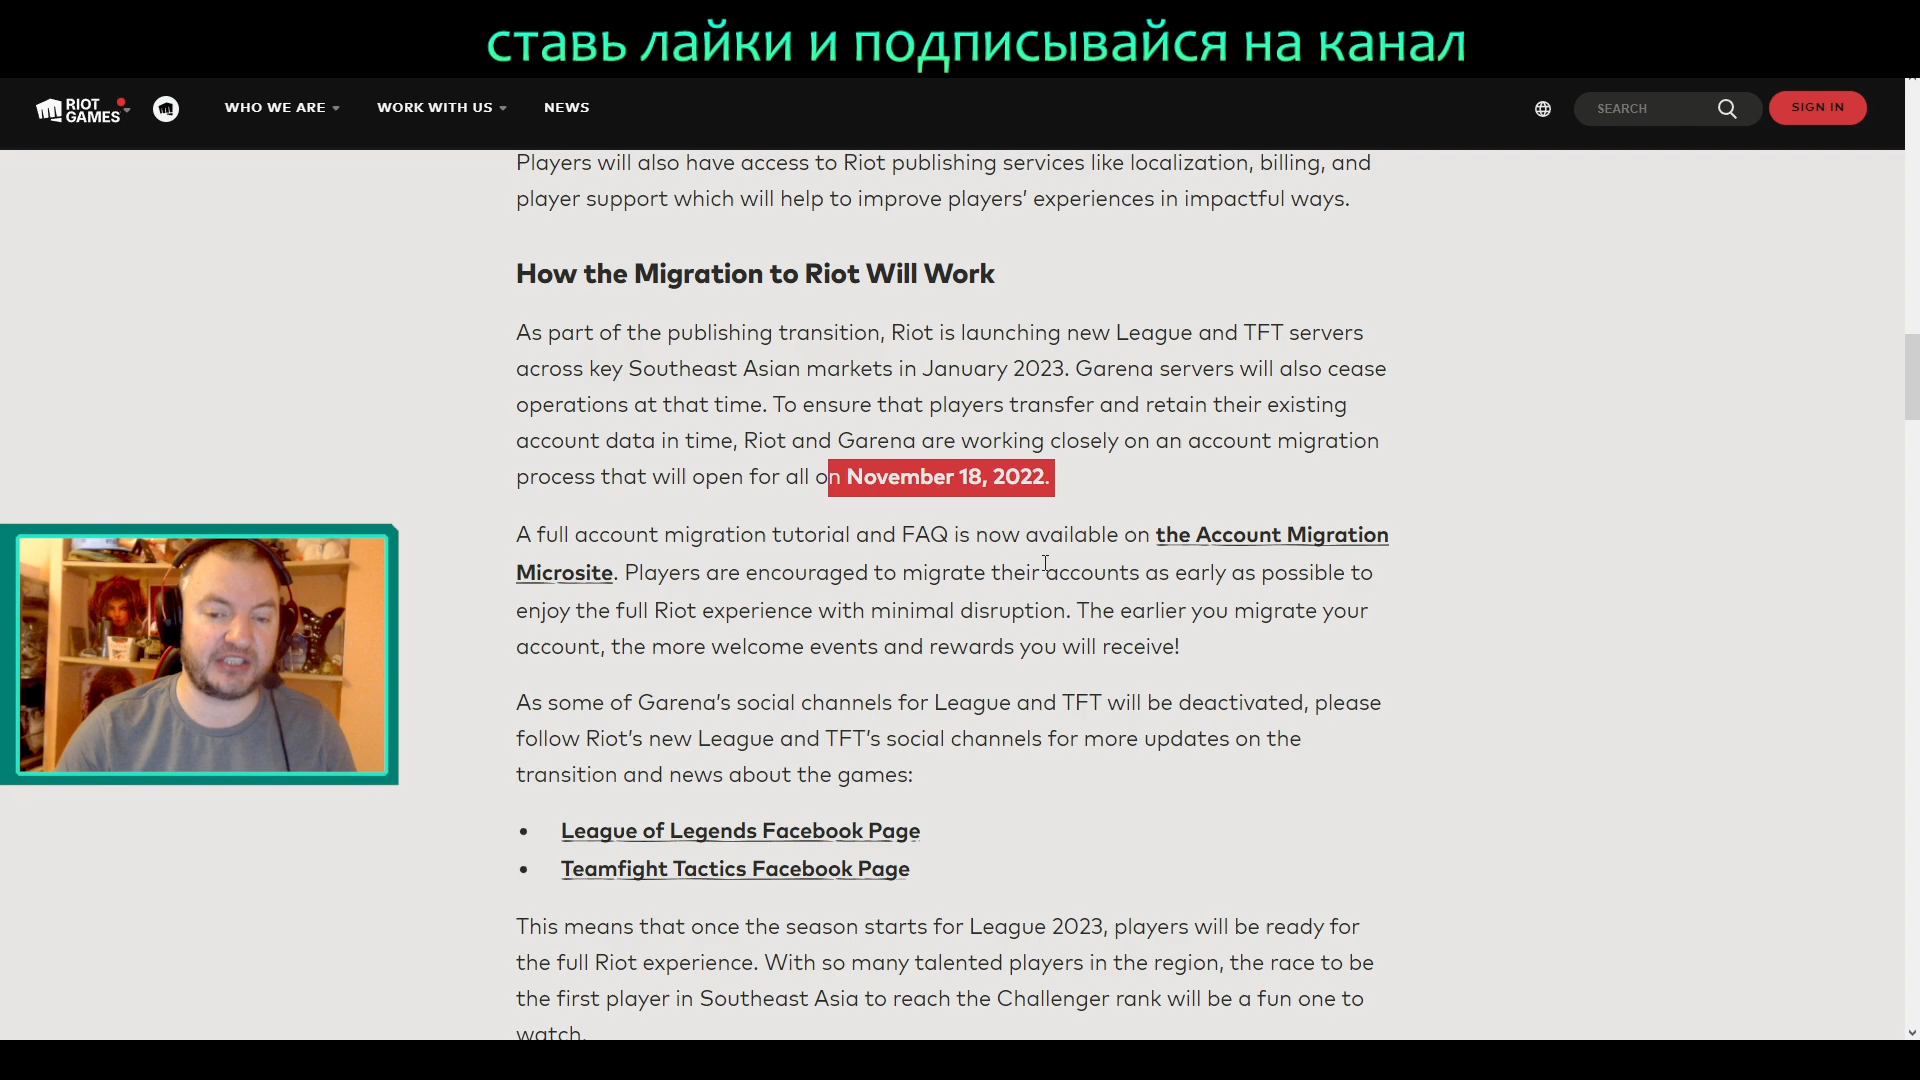 ставь лайки и подписывайся на канал
RIOT GAMES
WHO WE ARE
WORK WITH US
NEWS
SEARCH
SIGN IN
Players will also have access to Riot publishing services like localization, billing, and
player support which will help to improve players’ experiences in impactful ways.
How the Migration to Riot Will Work
As part of the publishing transition, Riot is launching new League and TFT servers
across key Southeast Asian markets in January 2023. Garena servers will also cease
operations at that time. To ensure that players transfer and retain their existing
account data in time, Riot and Garena are working closely on an account migration
process that will open for all on November 18, 2022.
A full account migration tutorial and FAQ is now available on the Account Migration
Microsite. Players are encouraged to migrate their accounts as early as possible to
enjoy the full Riot experience with minimal disruption. The earlier you migrate your
account, the more welcome events and rewards you will receive!
As some of Garena’s social channels for League and TFT will be deactivated, please
follow Riot’s new League and TFT’s social channels for more updates on the
transition and news about the games:
• League of Legends Facebook Page
• Teamfight Tactics Facebook Page
This means that once the season starts for League 2023, players will be ready for
the full Riot experience. With so many talented players in the region, the race to be
the first player in Southeast Asia to reach the Challenger rank will be a fun one to
watch.